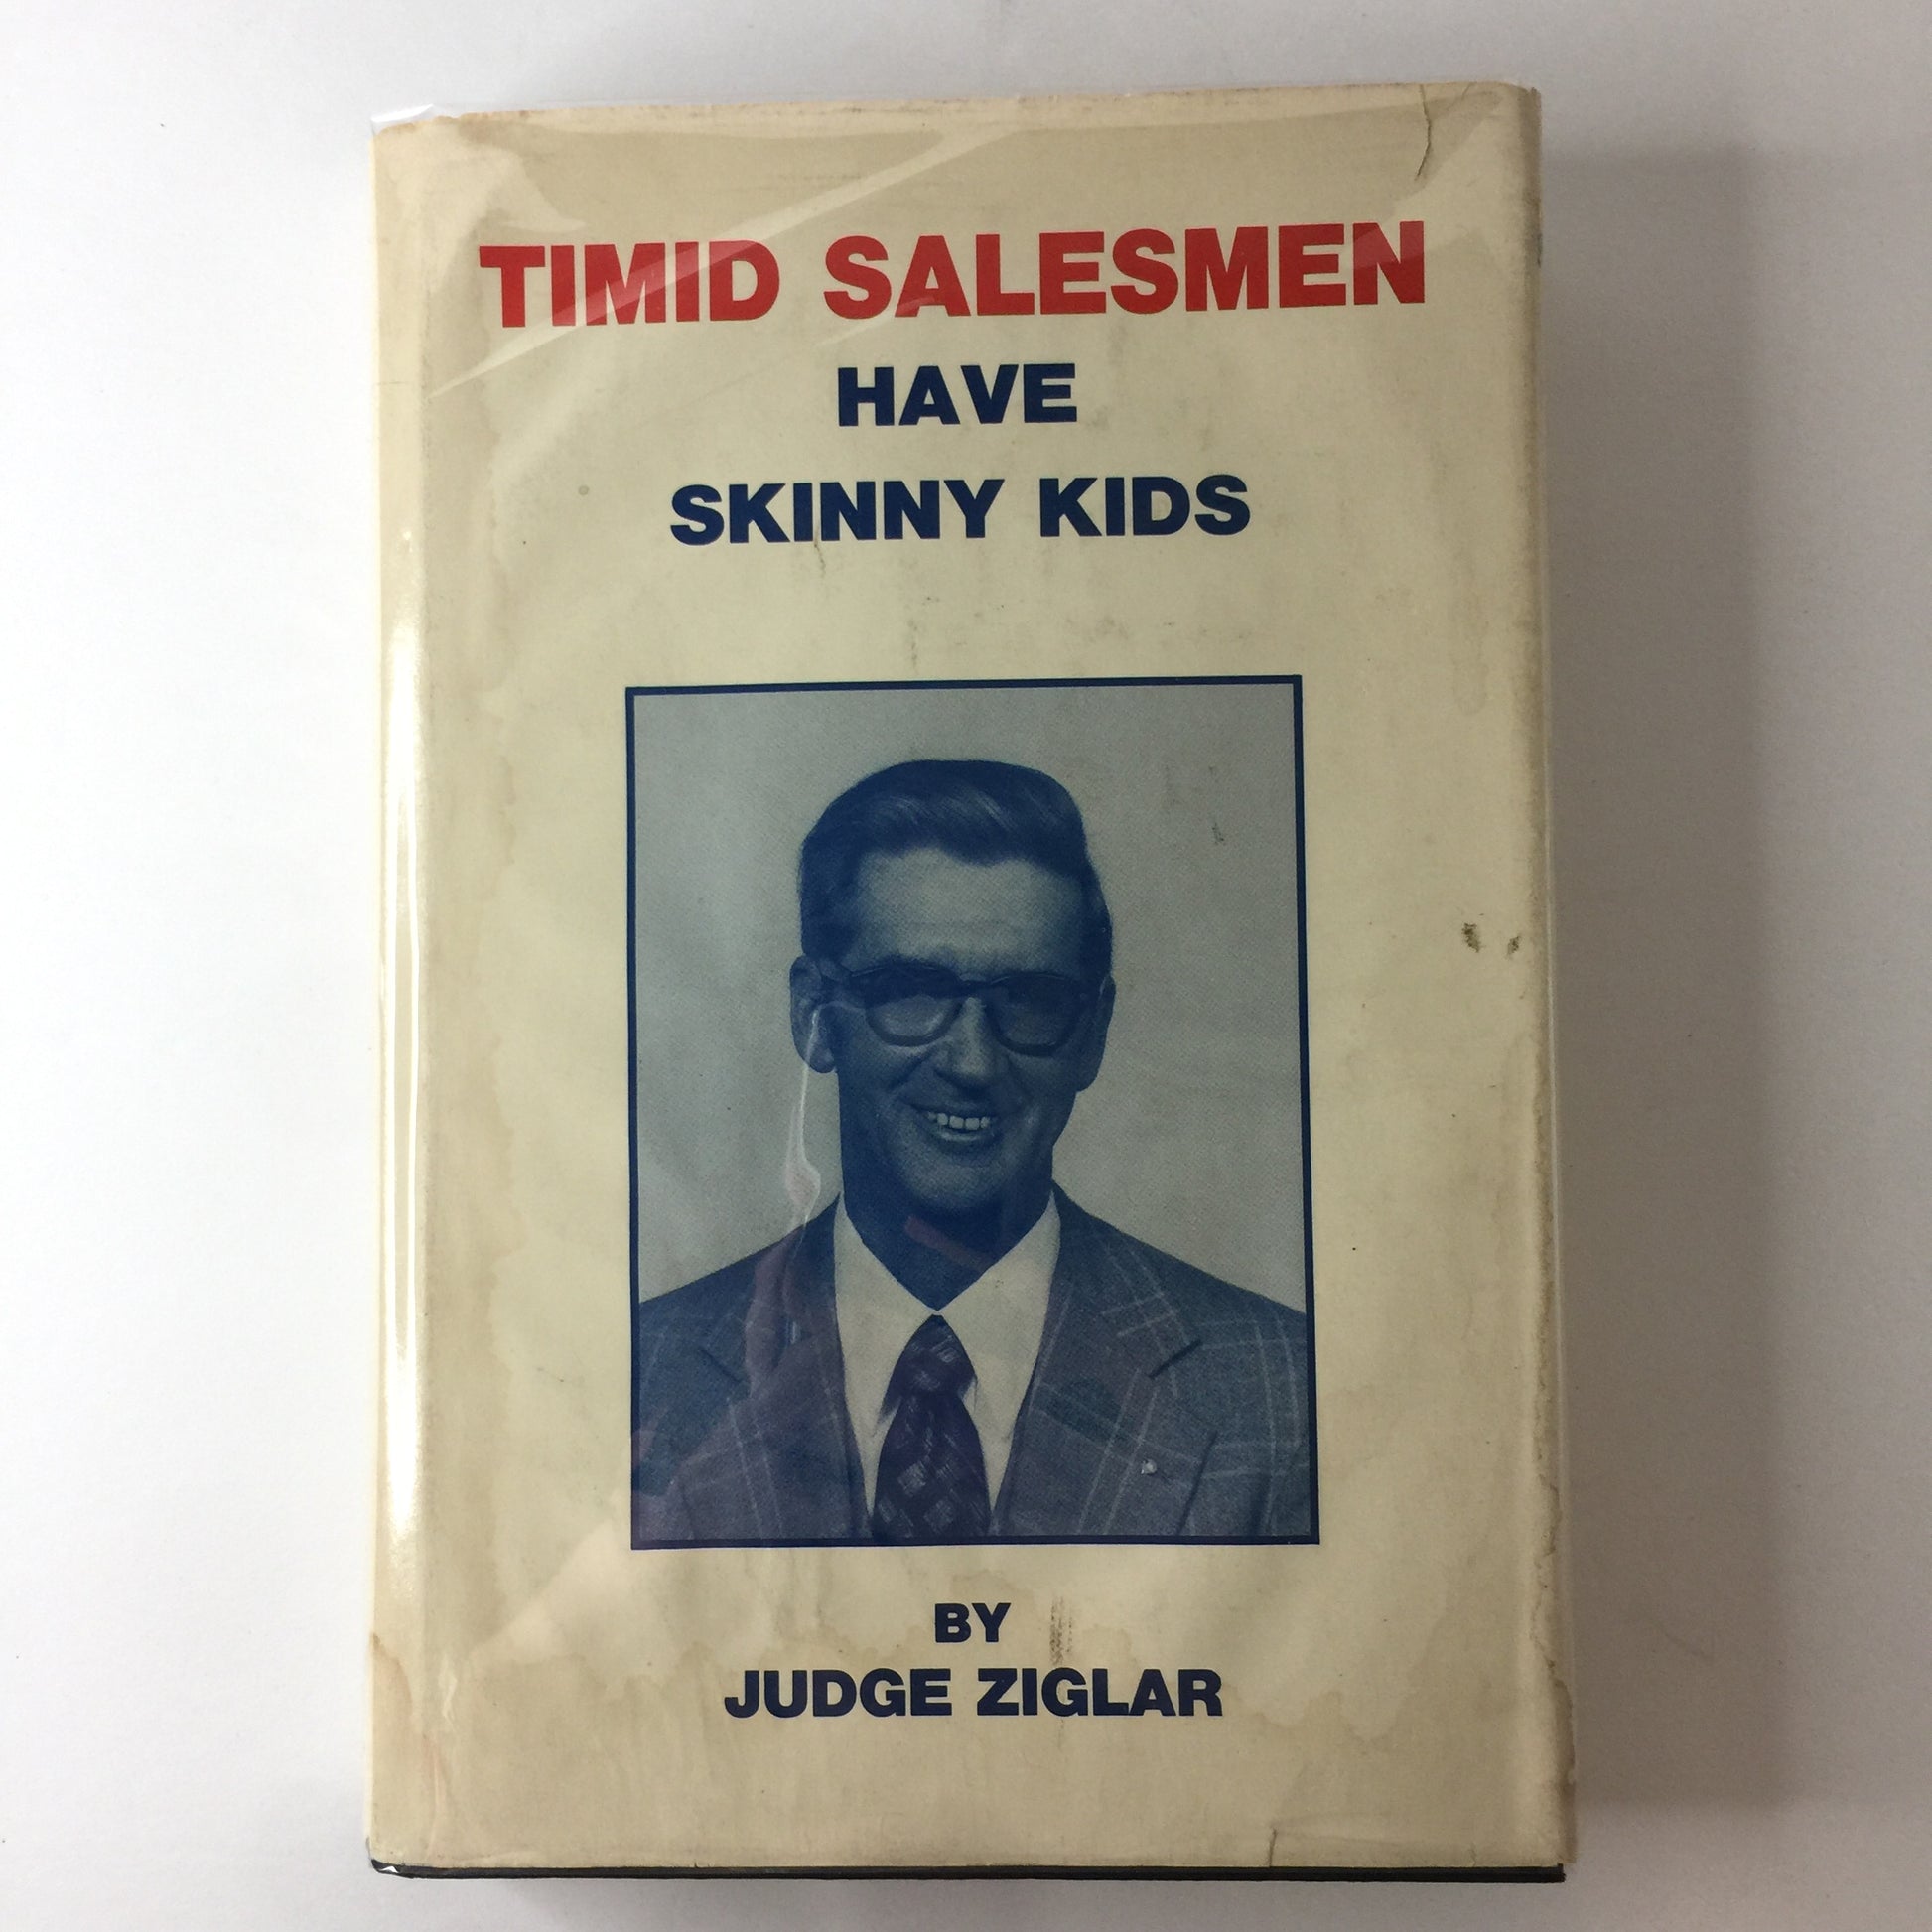 TIMID SALESMEN
HAVE
SKINNY KIDS
BY
JUDGE ZIGLAR